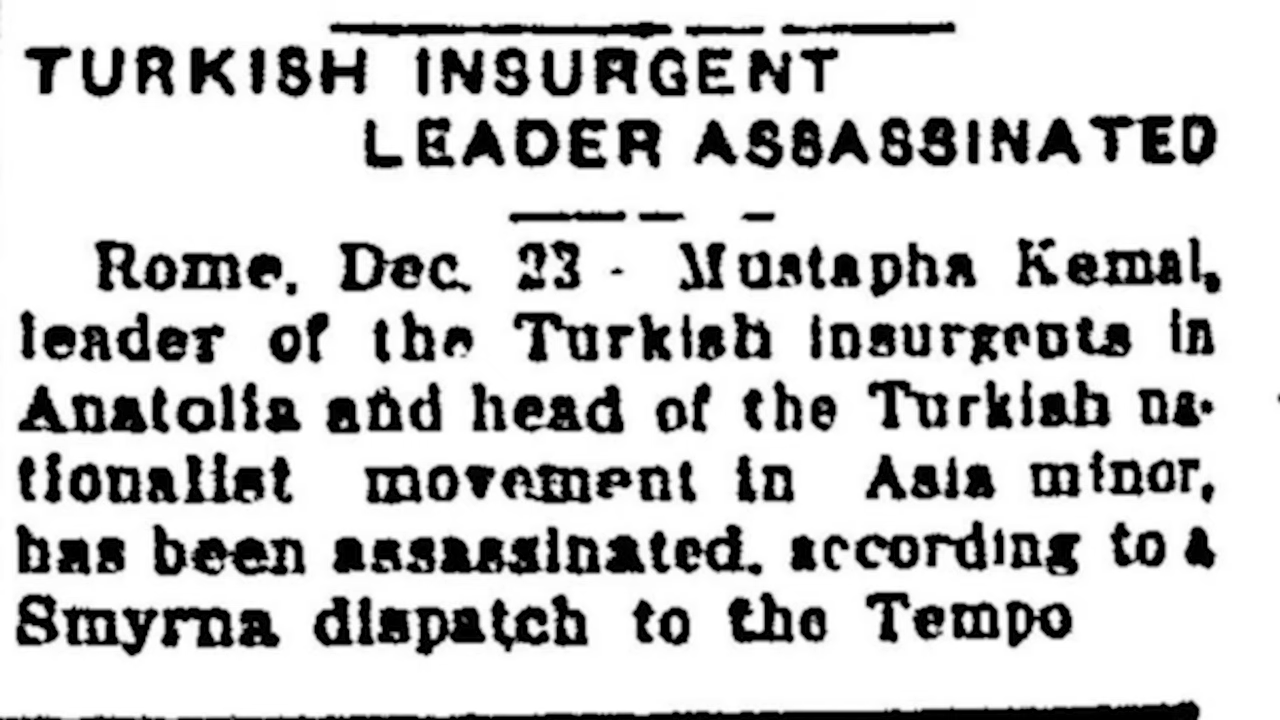 TURKISH INSURGENT
LEADER ASSASSINATED
Rome, Dec. 23 - Mustapha Kemal,
leader of the Turkish insurgents in
Anatolia and head of the Turkish na-
tionalist movement in Asia minor,
has been assassinated, according to a
Smyrna dispatch to the Tempo